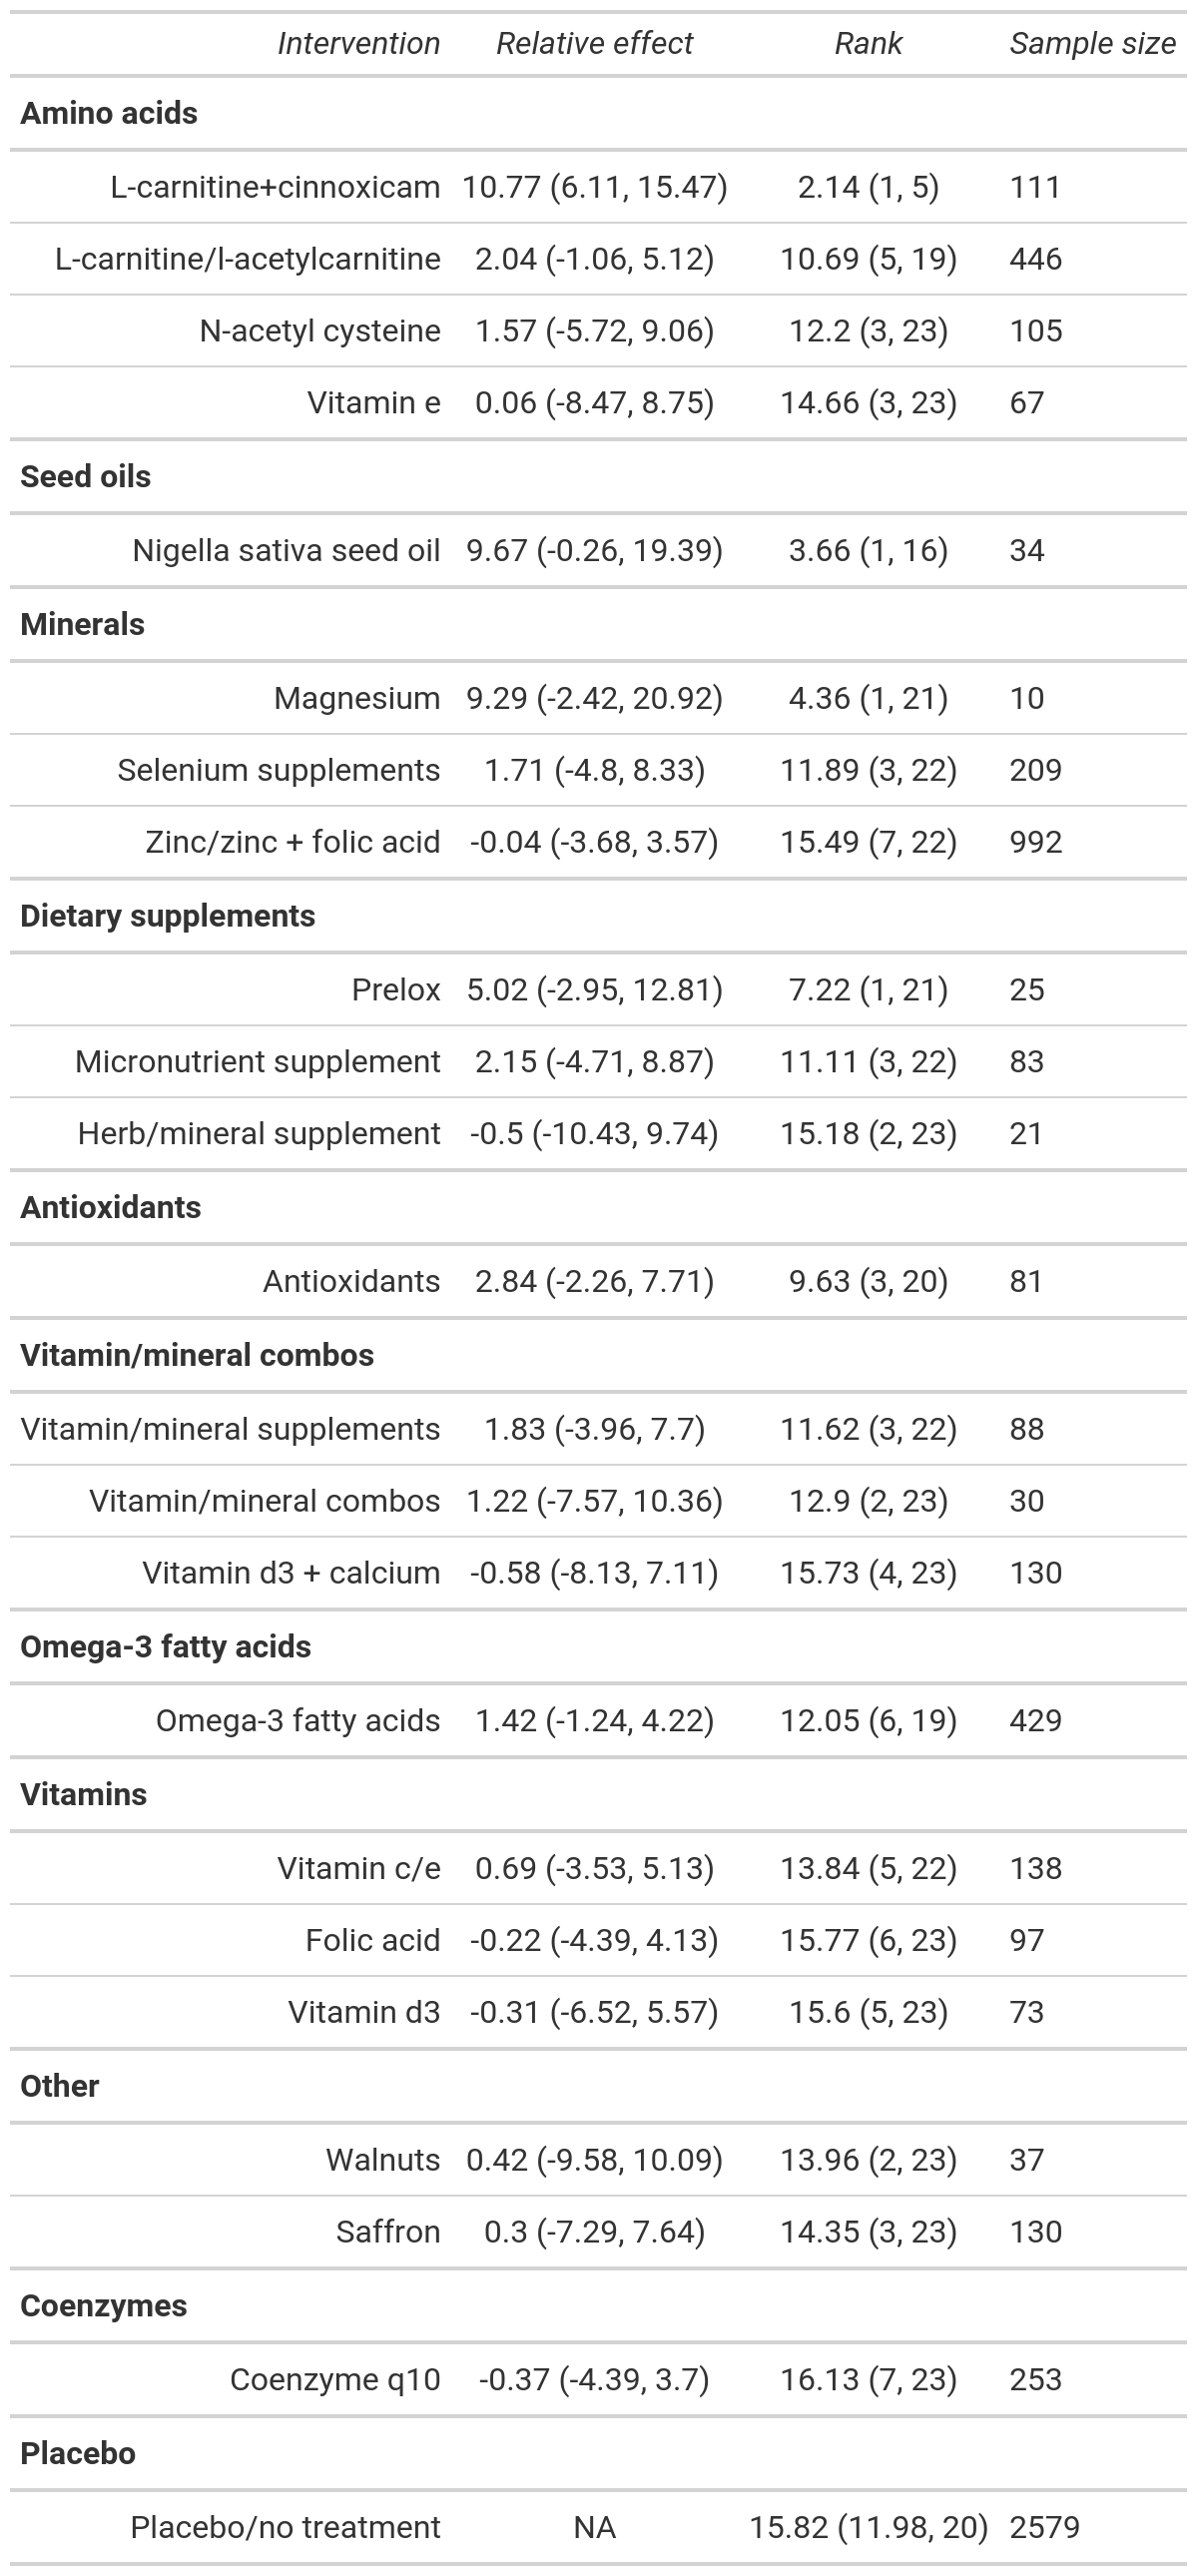 Intervention Relative effect Rank Sample size
Amino acids
L-carnitine+cinnoxicam 10.77 (6.11, 15.47) 2.14 (1, 5) 111
L-carnitine/l-acetylcarnitine 2.04 (-1.06, 5.12) 10.69 (5, 19) 446
N-acetyl cysteine 1.57 (-5.72, 9.06) 12.2 (3, 23) 105
Vitamin e 0.06 (-8.47, 8.75) 14.66 (3, 23) 67
Seed oils
Nigella sativa seed oil 9.67 (-0.26, 19.39) 3.66 (1, 16) 34
Minerals
Magnesium 9.29 (-2.42, 20.92) 4.36 (1, 21) 10
Selenium supplements 1.71 (-4.8, 8.33) 11.89 (3, 22) 209
Zinc/zinc + folic acid -0.04 (-3.68, 3.57) 15.49 (7, 22) 992
Dietary supplements
Prelox 5.02 (-2.95, 12.81) 7.22 (1, 21) 25
Micronutrient supplement 2.15 (-4.71, 8.87) 11.11 (3, 22) 83
Herb/mineral supplement -0.5 (-10.43, 9.74) 15.18 (2, 23) 21
Antioxidants
Antioxidants 2.84 (-2.26, 7.71) 9.63 (3, 20) 81
Vitamin/mineral combos
Vitamin/mineral supplements 1.83 (-3.96, 7.7) 11.62 (3, 22) 88
Vitamin/mineral combos 1.22 (-7.57, 10.36) 12.9 (2, 23) 30
Vitamin d3 + calcium -0.58 (-8.13, 7.11) 15.73 (4, 23) 130
Omega-3 fatty acids
Omega-3 fatty acids 1.42 (-1.24, 4.22) 12.05 (6, 19) 429
Vitamins
Vitamin c/e 0.69 (-3.53, 5.13) 13.84 (5, 22) 138
Folic acid -0.22 (-4.39, 4.13) 15.77 (6, 23) 97
Vitamin d3 -0.31 (-6.52, 5.57) 15.6 (5, 23) 73
Other
Walnuts 0.42 (-9.58, 10.09) 13.96 (2, 23) 37
Saffron 0.3 (-7.29, 7.64) 14.35 (3, 23) 130
Coenzymes
Coenzyme q10 -0.37 (-4.39, 3.7) 16.13 (7, 23) 253
Placebo
Placebo/no treatment NA 15.82 (11.98, 20) 2579